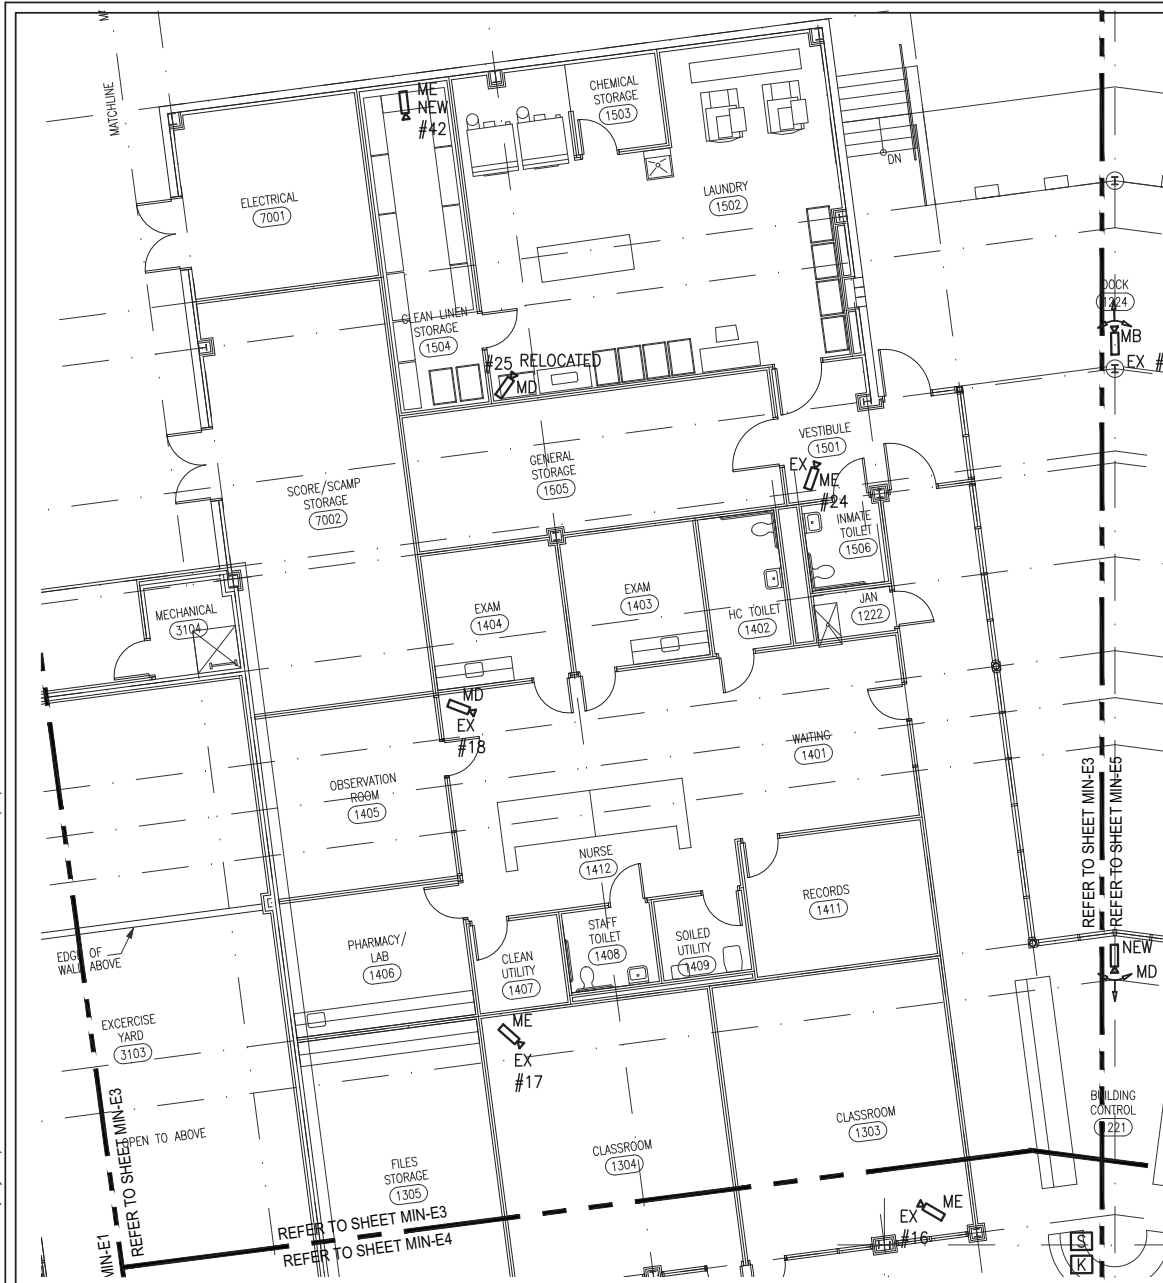 MATCHLINE
ME
NEW
#42
CHEMICAL
STORAGE
1503
DN
ELECTRICAL
7001
LAUNDRY
1502
CLEAN LINEN
STORAGE
1504
#25 RELOCATED
MD
DOCK
1224
MB
EX #
VESTIBULE
1501
EX
ME
#24
GENERAL
STORAGE
1505
SCORE/SCAMP
STORAGE
7002
INMATE
TOILET
1506
EXAM
1404
EXAM
1403
HC TOILET
1402
JAN
1222
MECHANICAL
3104
MD
EX
#18
WAITING
1401
OBSERVATION
ROOM
1405
REFER TO SHEET MIN-E3
REFER TO SHEET MIN-E5
NURSE
1412
RECORDS
1411
STAFF
TOILET
1408
SOILED
UTILITY
1409
PHARMACY/
LAB
1406
CLEAN
UTILITY
1407
EDGE OF
WALL ABOVE
NEW
MD
EXCERCISE
YARD
3103
OPEN TO ABOVE
ME
EX
#17
BUILDING
CONTROL
1221
CLASSROOM
1303
CLASSROOM
1304
FILES
STORAGE
1305
REFER TO SHEET MIN-E3
MIN-E1
REFER TO SHEET MIN-E3
REFER TO SHEET MIN-E4
ME
EX
#16
S
K